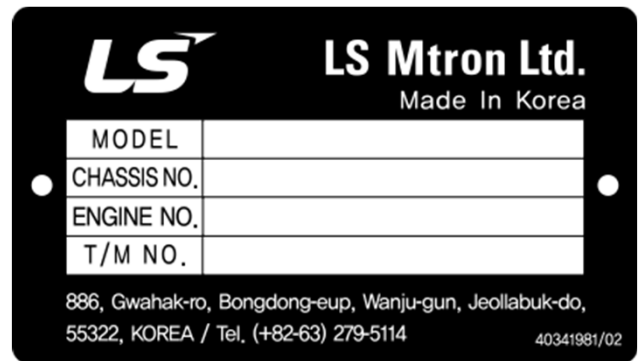 LS
LS Mtron Ltd.
Made In Korea
MODEL
CHASSIS NO.
ENGINE NO.
T/M NO.
886, Gwahak-ro, Bongdong-eup, Wanju-gun, Jeollabuk-do,
55322, KOREA / Tel. (+82-63) 279-5114
40341981/02